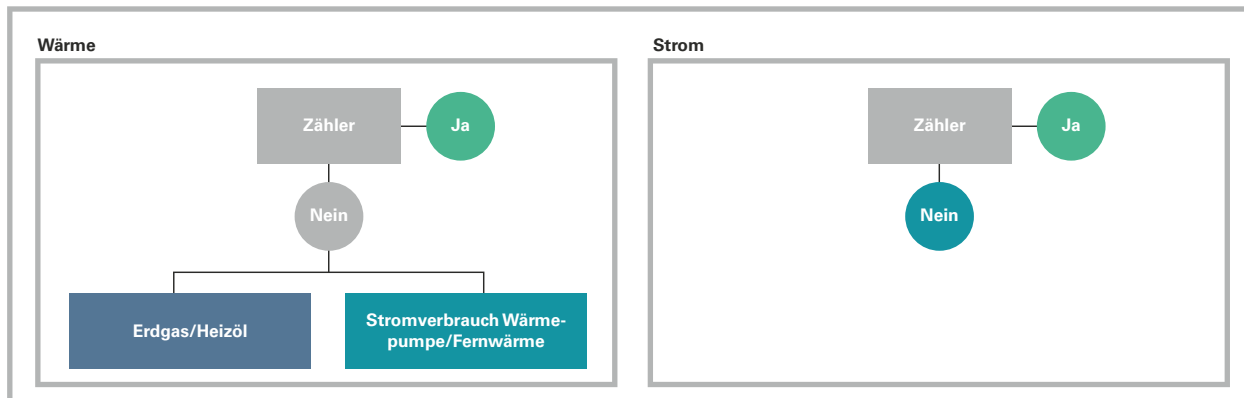 Wärme
Zähler
Ja
Nein
Erdgas/Heizöl
Stromverbrauch Wärme-
pumpe/Fernwärme
Strom
Zähler
Ja
Nein